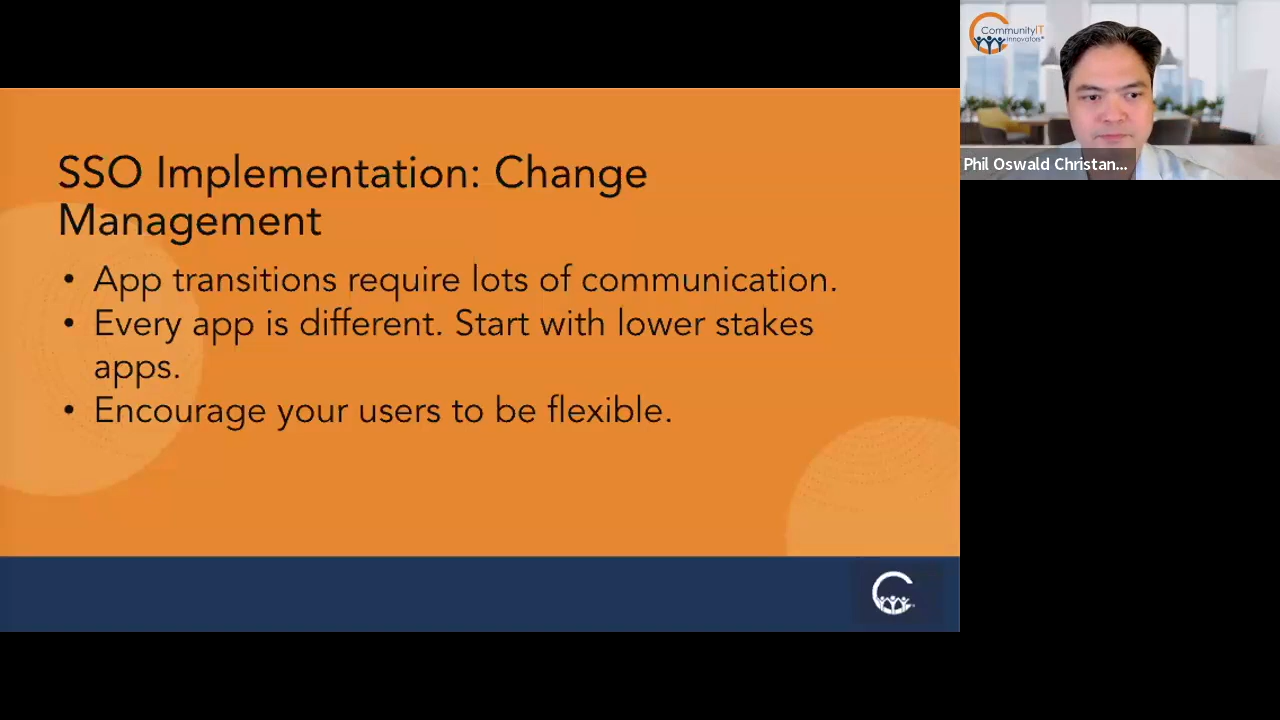 SSO Implementation: Change
Management
• App transitions require lots of communication.
• Every app is different. Start with lower stakes
apps.
• Encourage your users to be flexible.
CommunityIT
Innovators
Phil Oswald Christan...